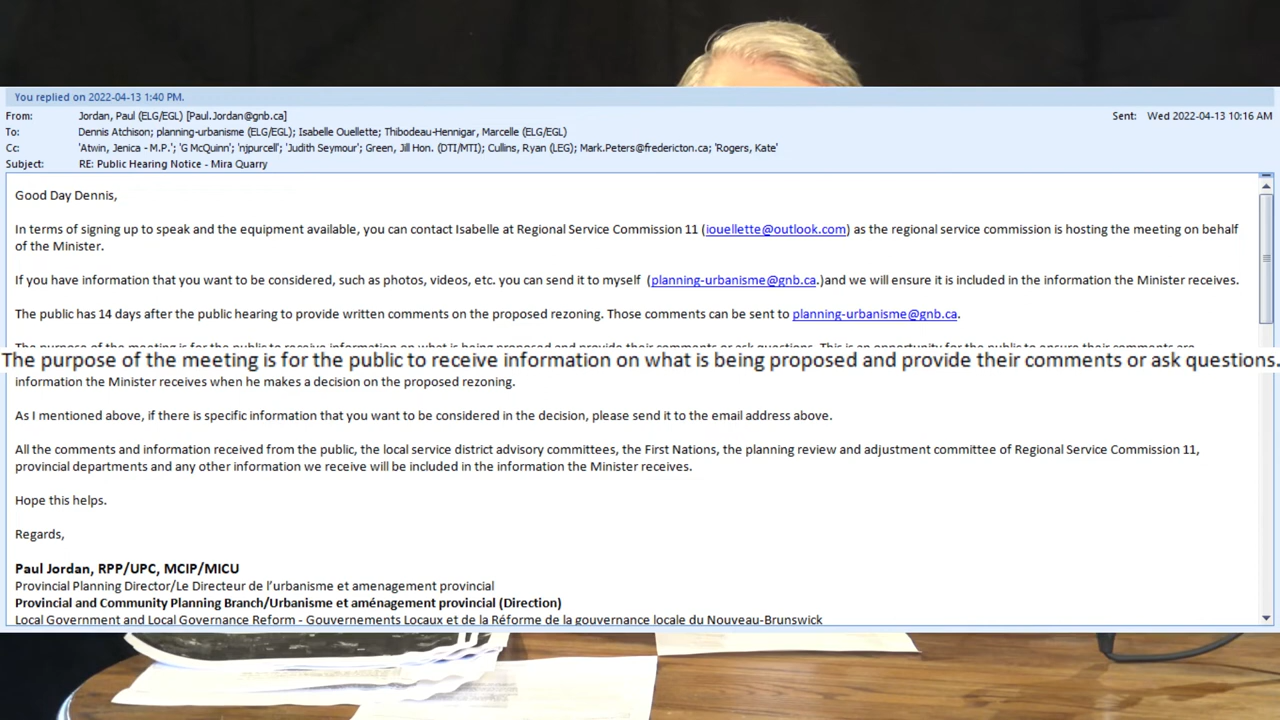 You replied on 2022-04-13 1:40 PM.
From: Jordan, Paul (ELG/EGL) [Paul.Jordan@gnb.ca] Sent: Wed 2022-04-13 10:16 AM
To: Dennis Atchison; planning-urbanisme (ELG/EGL); Isabelle Ouellette; Thibodeau-Hennigar, Marcelle (ELG/EGL)
Cc: 'Atwin, Jenica - M.P.'; 'G McQuinn'; 'njpurcell'; 'Judith Seymour'; Green, Jill Hon. (DTI/MTI); Cullins, Ryan (LEG); Mark.Peters@fredericton.ca; 'Rogers, Kate'
Subject: RE: Public Hearing Notice - Mira Quarry
Good Day Dennis,
In terms of signing up to speak and the equipment available, you can contact Isabelle at Regional Service Commission 11 (iouellette@outlook.com) as the regional service commission is hosting the meeting on behalf
of the Minister.
If you have information that you want to be considered, such as photos, videos, etc. you can send it to myself (planning-urbanisme@gnb.ca.)and we will ensure it is included in the information the Minister receives.
The public has 14 days after the public hearing to provide written comments on the proposed rezoning. Those comments can be sent to planning-urbanisme@gnb.ca.
The purpose of the meeting is for the public to receive information on what is being proposed and provide their comments or ask questions.
information the Minister receives when he makes a decision on the proposed rezoning.
As I mentioned above, if there is specific information that you want to be considered in the decision, please send it to the email address above.
All the comments and information received from the public, the local service district advisory committees, the First Nations, the planning review and adjustment committee of Regional Service Commission 11,
provincial departments and any other information we receive will be included in the information the Minister receives.
Hope this helps.
Regards,
Paul Jordan, RPP/UPC, MCIP/MICU
Provincial Planning Director/Le Directeur de l'urbanisme et amenagement provincial
Provincial and Community Planning Branch/Urbanisme et aménagement provincial (Direction)
Local Government and Local Governance Reform - Gouvernements Locaux et de la Réforme de la gouvernance locale du Nouveau-Brunswick